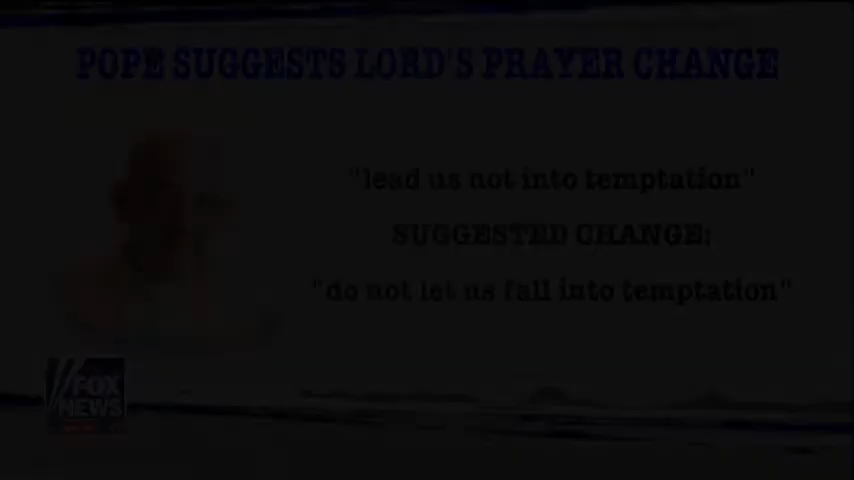 POPE SUGGESTS LORD'S PRAYER CHANGE
"lead us not into temptation"
SUGGESTED CHANGE:
"do not let us fall into temptation"
FOX
NEWS